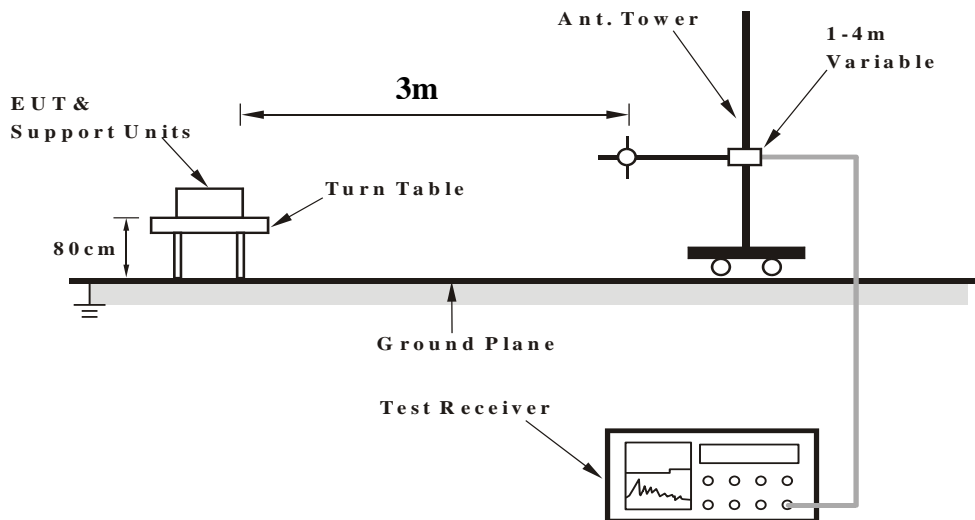 Ant. Tower
1-4m
Variable
3m
EUT &
Support Units
Turn Table
80cm
Ground Plane
Test Receiver